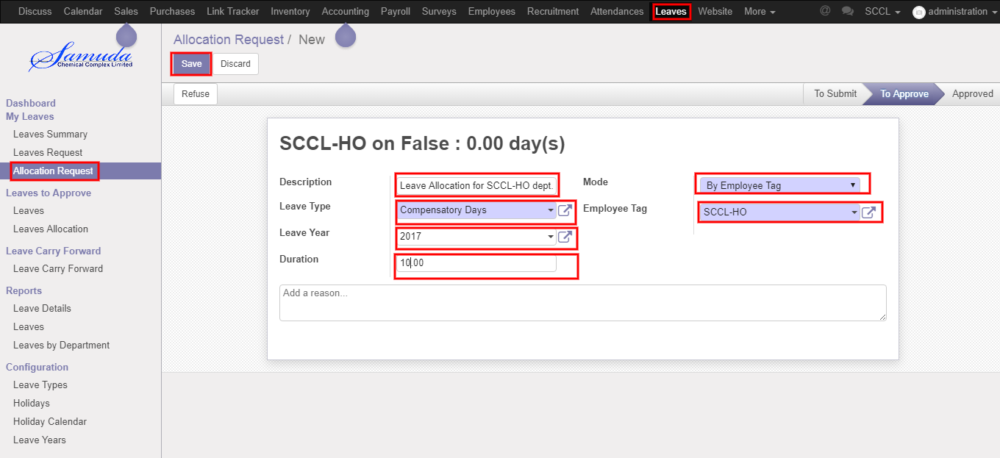 Discuss Calendar Sales Purchases Link Tracker Inventory Accounting Payroll Surveys Employees Recruitment Attendances Leaves Website More @ SCCL administration
Samuda
Chemical Complex Limited
Allocation Request / New
Save Discard
Refuse To Submit To Approve Approved
Dashboard
My Leaves
Leaves Summary
Leaves Request
Allocation Request
Leaves to Approve
Leaves
Leaves Allocation
Leave Carry Forward
Leave Carry Forward
Reports
Leave Details
Leaves
Leaves by Department
Configuration
Leave Types
Holidays
Holiday Calendar
Leave Years
SCCL-HO on False : 0.00 day(s)
Description Leave Allocation for SCCL-HO dept. Mode By Employee Tag
Leave Type Compensatory Days Employee Tag SCCL-HO
Leave Year 2017
Duration 10.00
Add a reason...